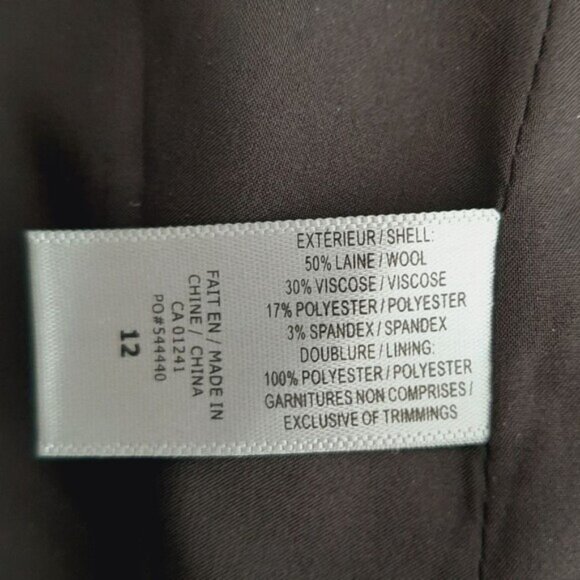 EXTÉRIEUR / SHELL:
50% LAINE / WOOL
30% VISCOSE / VISCOSE
17% POLYESTER / POLYESTER
3% SPANDEX / SPANDEX
DOUBLURE / LINING:
100% POLYESTER / POLYESTER
GARNITURES NON COMPRISES /
EXCLUSIVE OF TRIMMINGS
FAIT EN / MADE IN
CHINE / CHINA
CA 01241
PO#544440
12